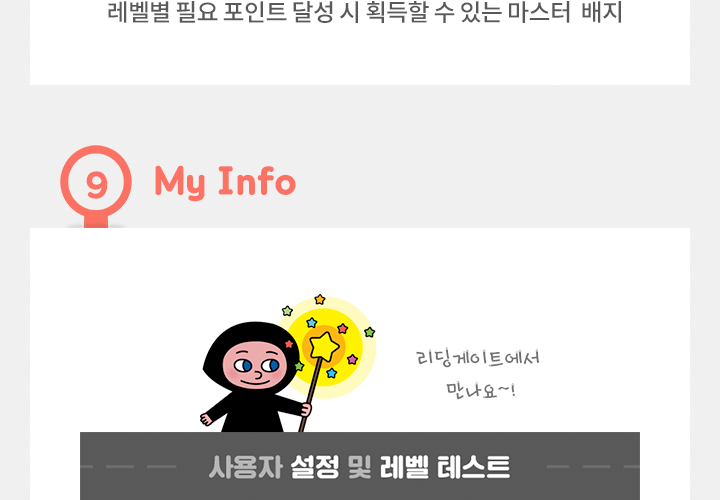 레벨별 필요 포인트 달성 시 획득할 수 있는 마스터 배지
9
My Info
리딩게이트에서
만나요~!
사용자 설정 및 레벨 테스트